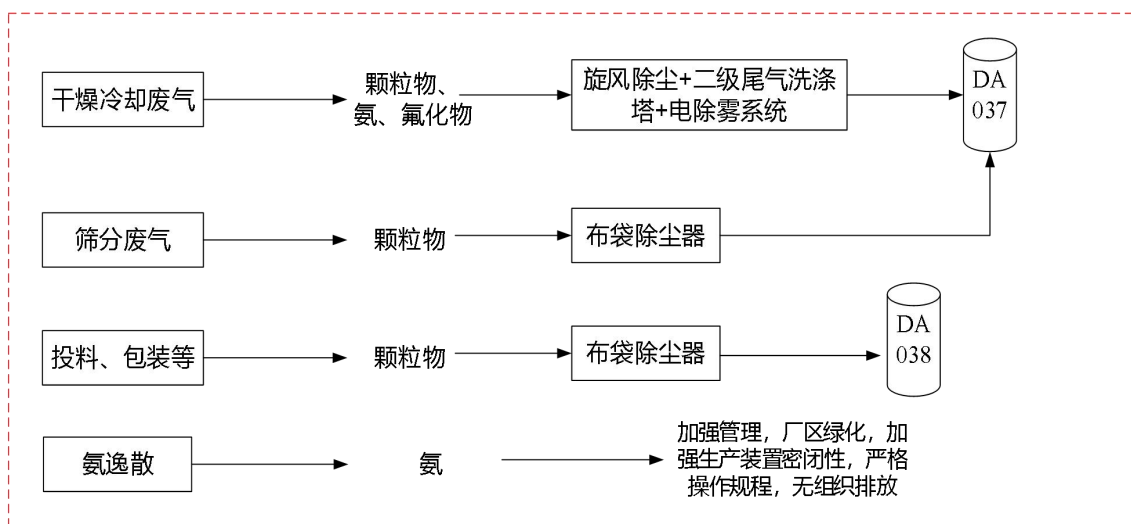 干燥冷却废气
颗粒物、
氨、氟化物
旋风除尘+二级尾气洗涤
塔+电除雾系统
DA
037
筛分废气
颗粒物
布袋除尘器
投料、包装等
颗粒物
布袋除尘器
DA
038
氨逸散
氨
加强管理，厂区绿化，加
强生产装置密闭性，严格
操作规程，无组织排放